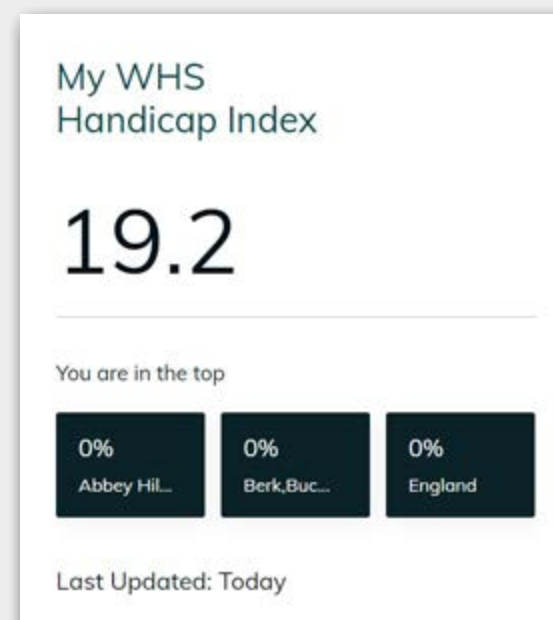 My WHS
Handicap Index
19.2
You are in the top
0%
Abbey Hil...
0%
Berk,Buc...
0%
England
Last Updated: Today